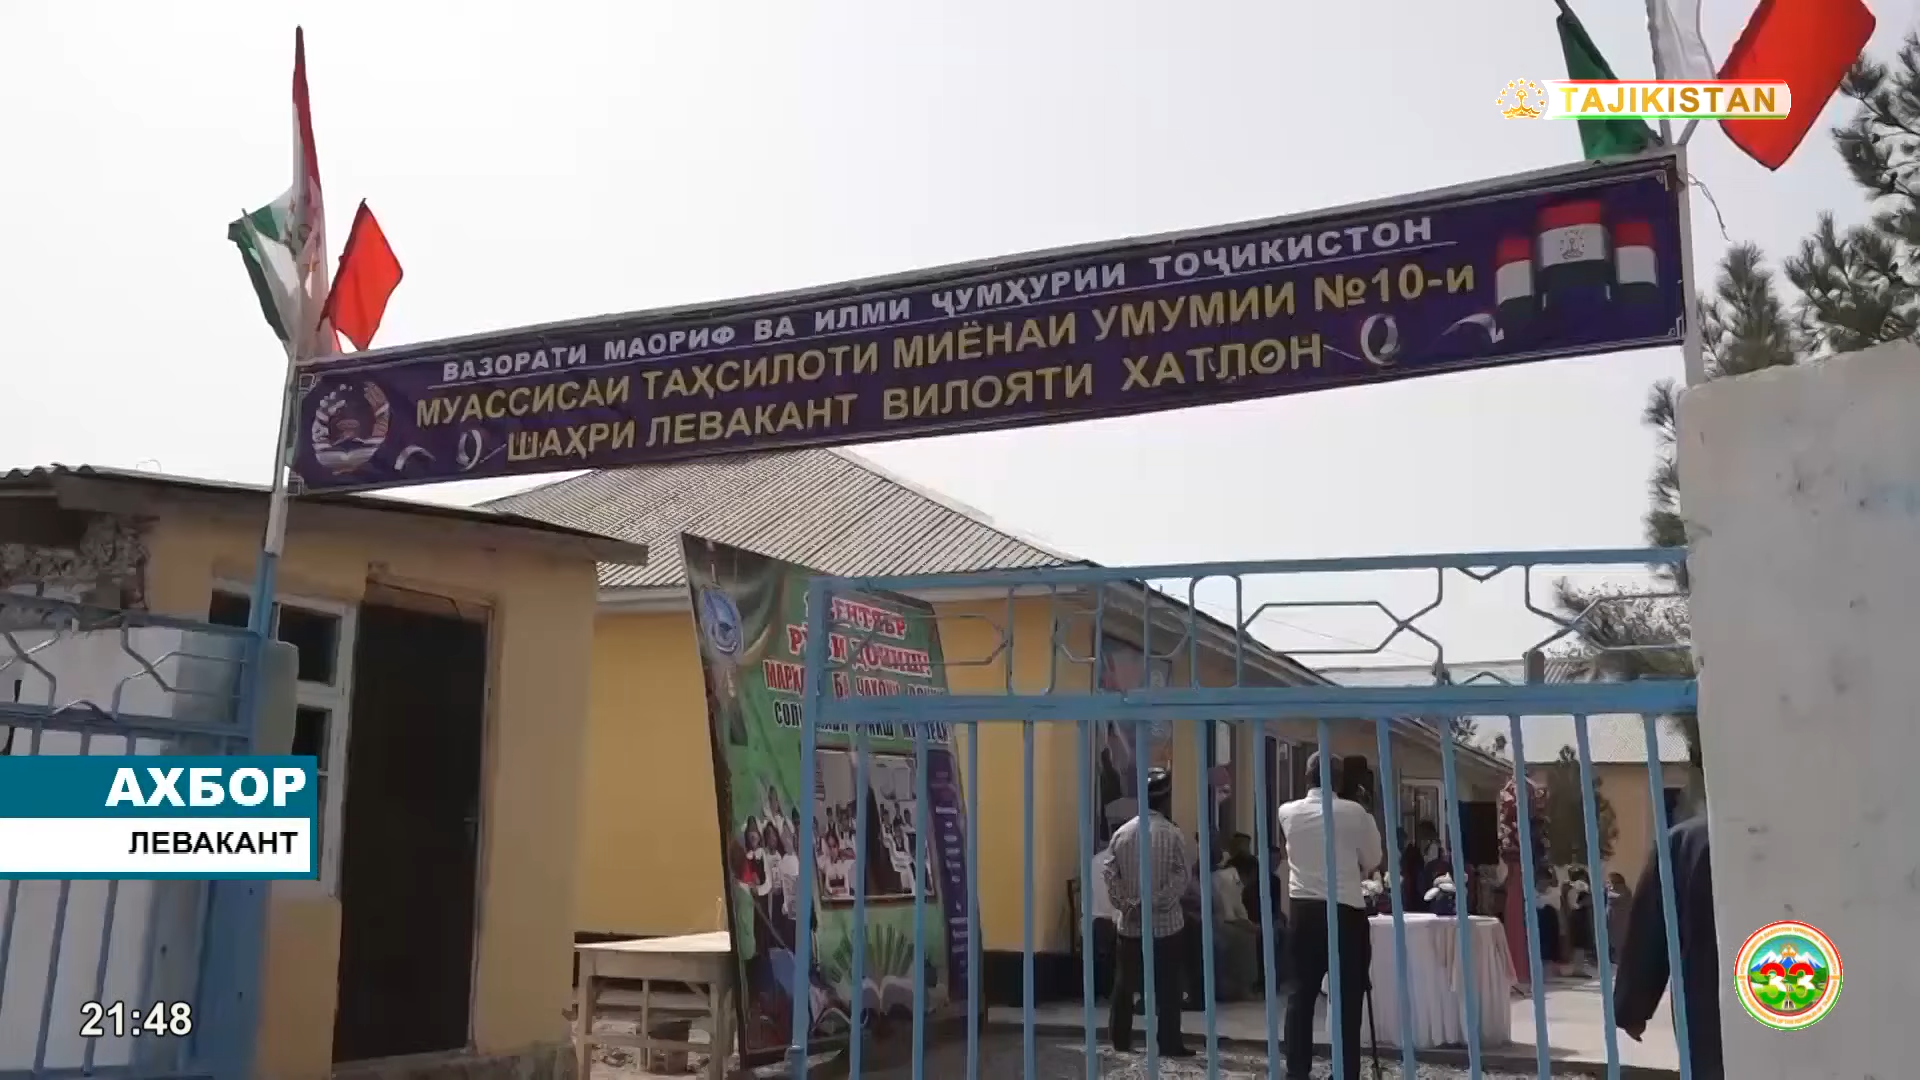 TAJIKISTAN
ВАЗОРАТИ МАОРИФ ВА ИЛМИ ҶУМҲУРИИ ТОҶИКИСТОН
МУАССИСАИ ТАҲСИЛОТИ МИЁНАИ УМУМИИ №10-и
ШАҲРИ ЛЕВАКАНТ ВИЛОЯТИ ХАТЛОН
АХБОР
ЛЕВАКАНТ
21:48
33